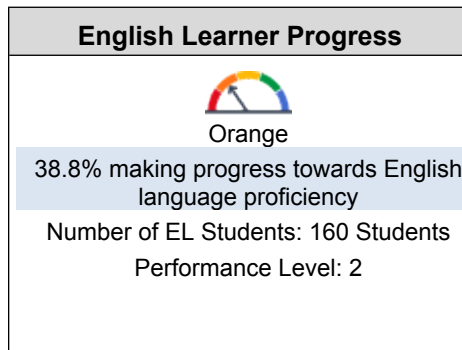 English Learner Progress
Orange
38.8% making progress towards English
language proficiency
Number of EL Students: 160 Students
Performance Level: 2